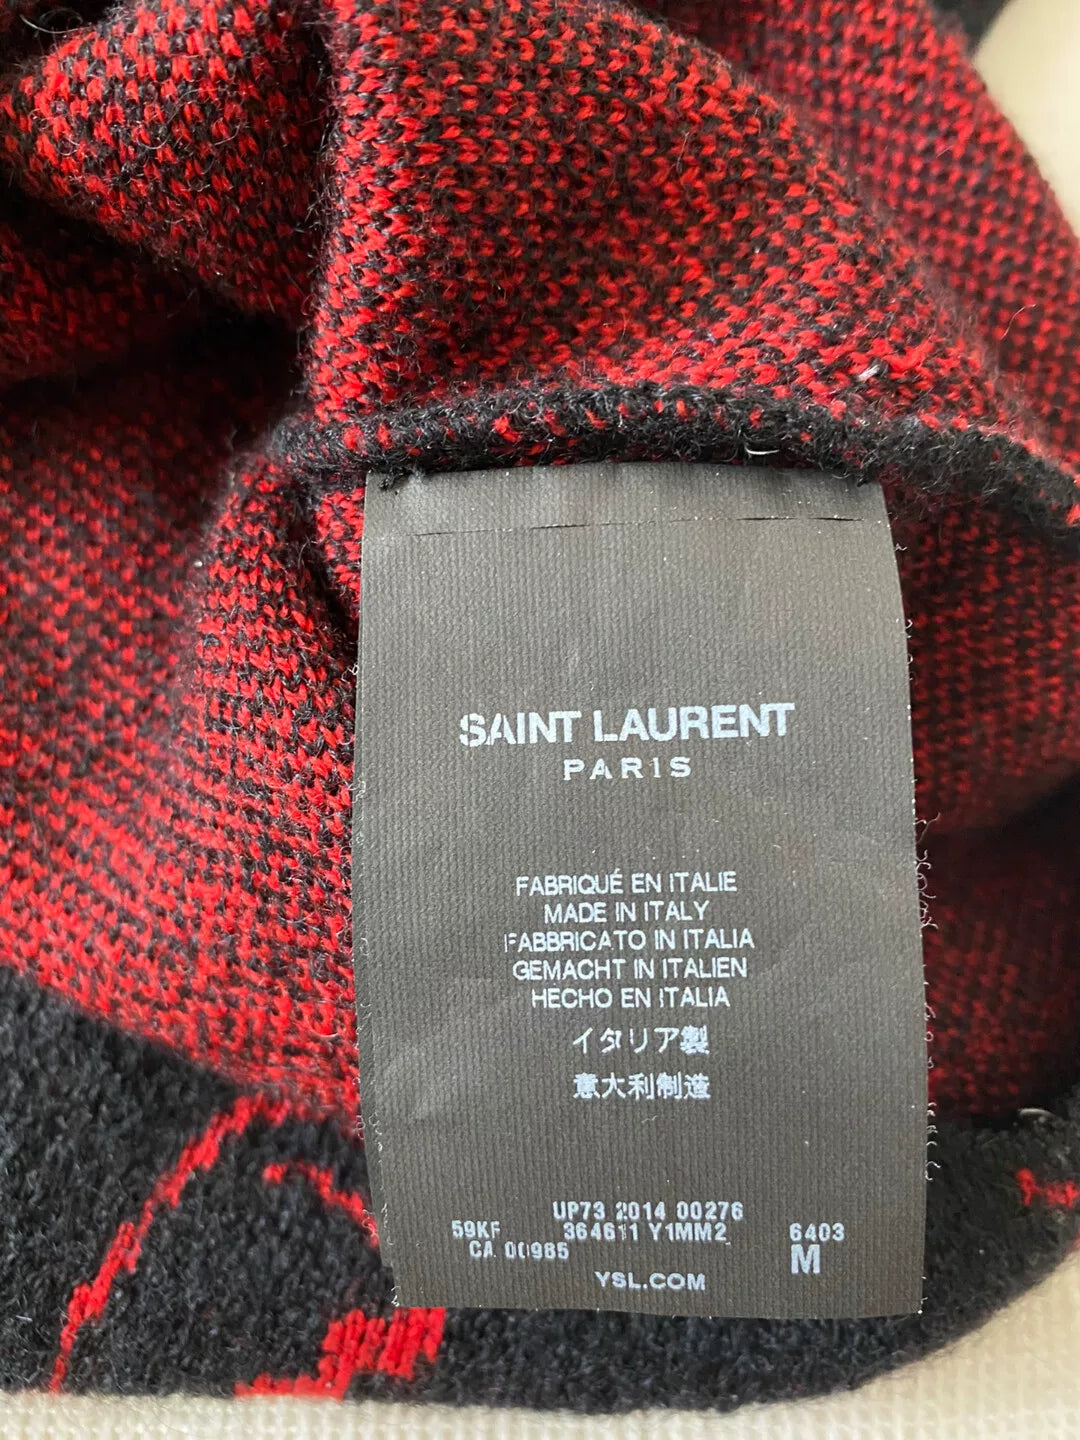 SAINT LAURENT
PARIS
FABRIQUÉ EN ITALIE
MADE IN ITALY
FABBRICATO IN ITALIA
GEMACHT IN ITALIEN
HECHO EN ITALIA
イタリア製
意大利制造
UP73 2014 00276
59KF 364611 Y1MM2 6403
CA 00985 M
YSL.COM